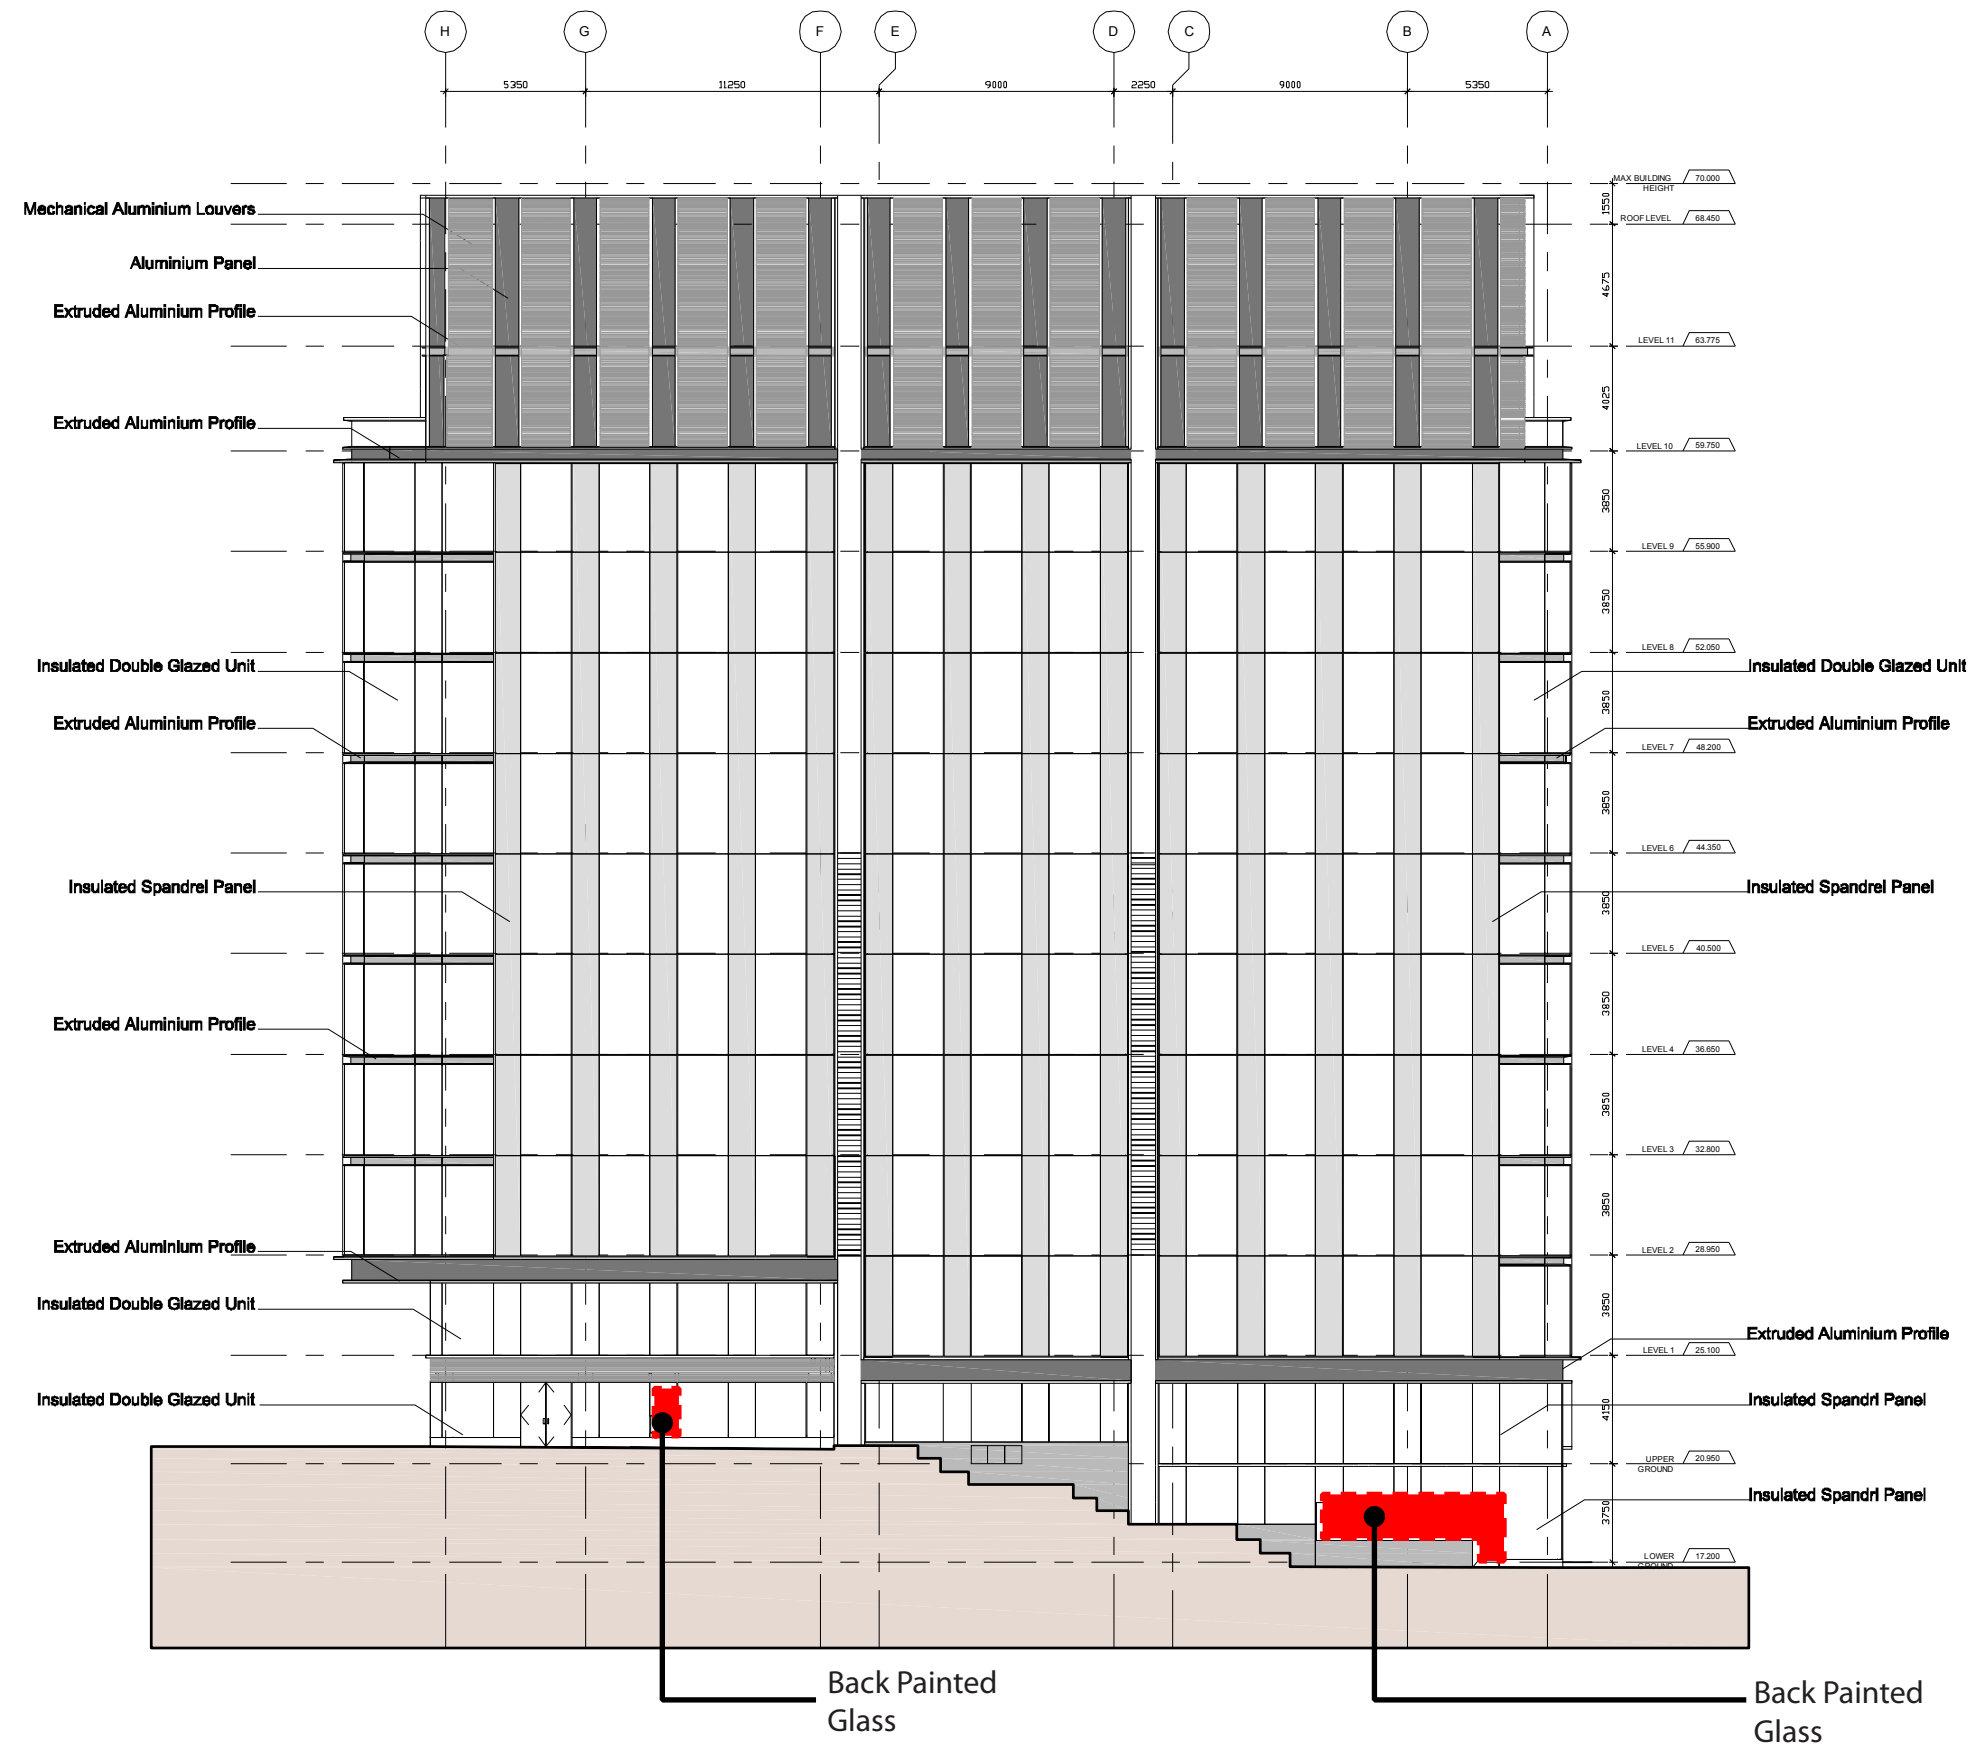 H G F E D C B A
5350 11250 9000 2250 9000 5350
MAX BUILDING HEIGHT 70.000
1550
Mechanical Aluminium Louvers
ROOF LEVEL 68.450
Aluminium Panel
4675
Extruded Aluminium Profile
LEVEL 11 63.775
4025
Extruded Aluminium Profile
LEVEL 10 59.750
3850
LEVEL 9 55.900
3850
LEVEL 8 52.050
Insulated Double Glazed Unit
Insulated Double Glazed Unit
3850
Extruded Aluminium Profile
Extruded Aluminium Profile
LEVEL 7 48.200
3850
LEVEL 6 44.350
Insulated Spandrel Panel
Insulated Spandrel Panel
3850
LEVEL 5 40.500
3850
Extruded Aluminium Profile
LEVEL 4 36.650
3850
LEVEL 3 32.800
3850
Extruded Aluminium Profile
LEVEL 2 28.950
Insulated Double Glazed Unit
3850
Extruded Aluminium Profile
LEVEL 1 25.100
Insulated Double Glazed Unit
Insulated Spandrl Panel
4150
UPPER GROUND 20.950
Insulated Spandrl Panel
3750
LOWER GROUND 17.200
Back Painted
Glass
Back Painted
Glass